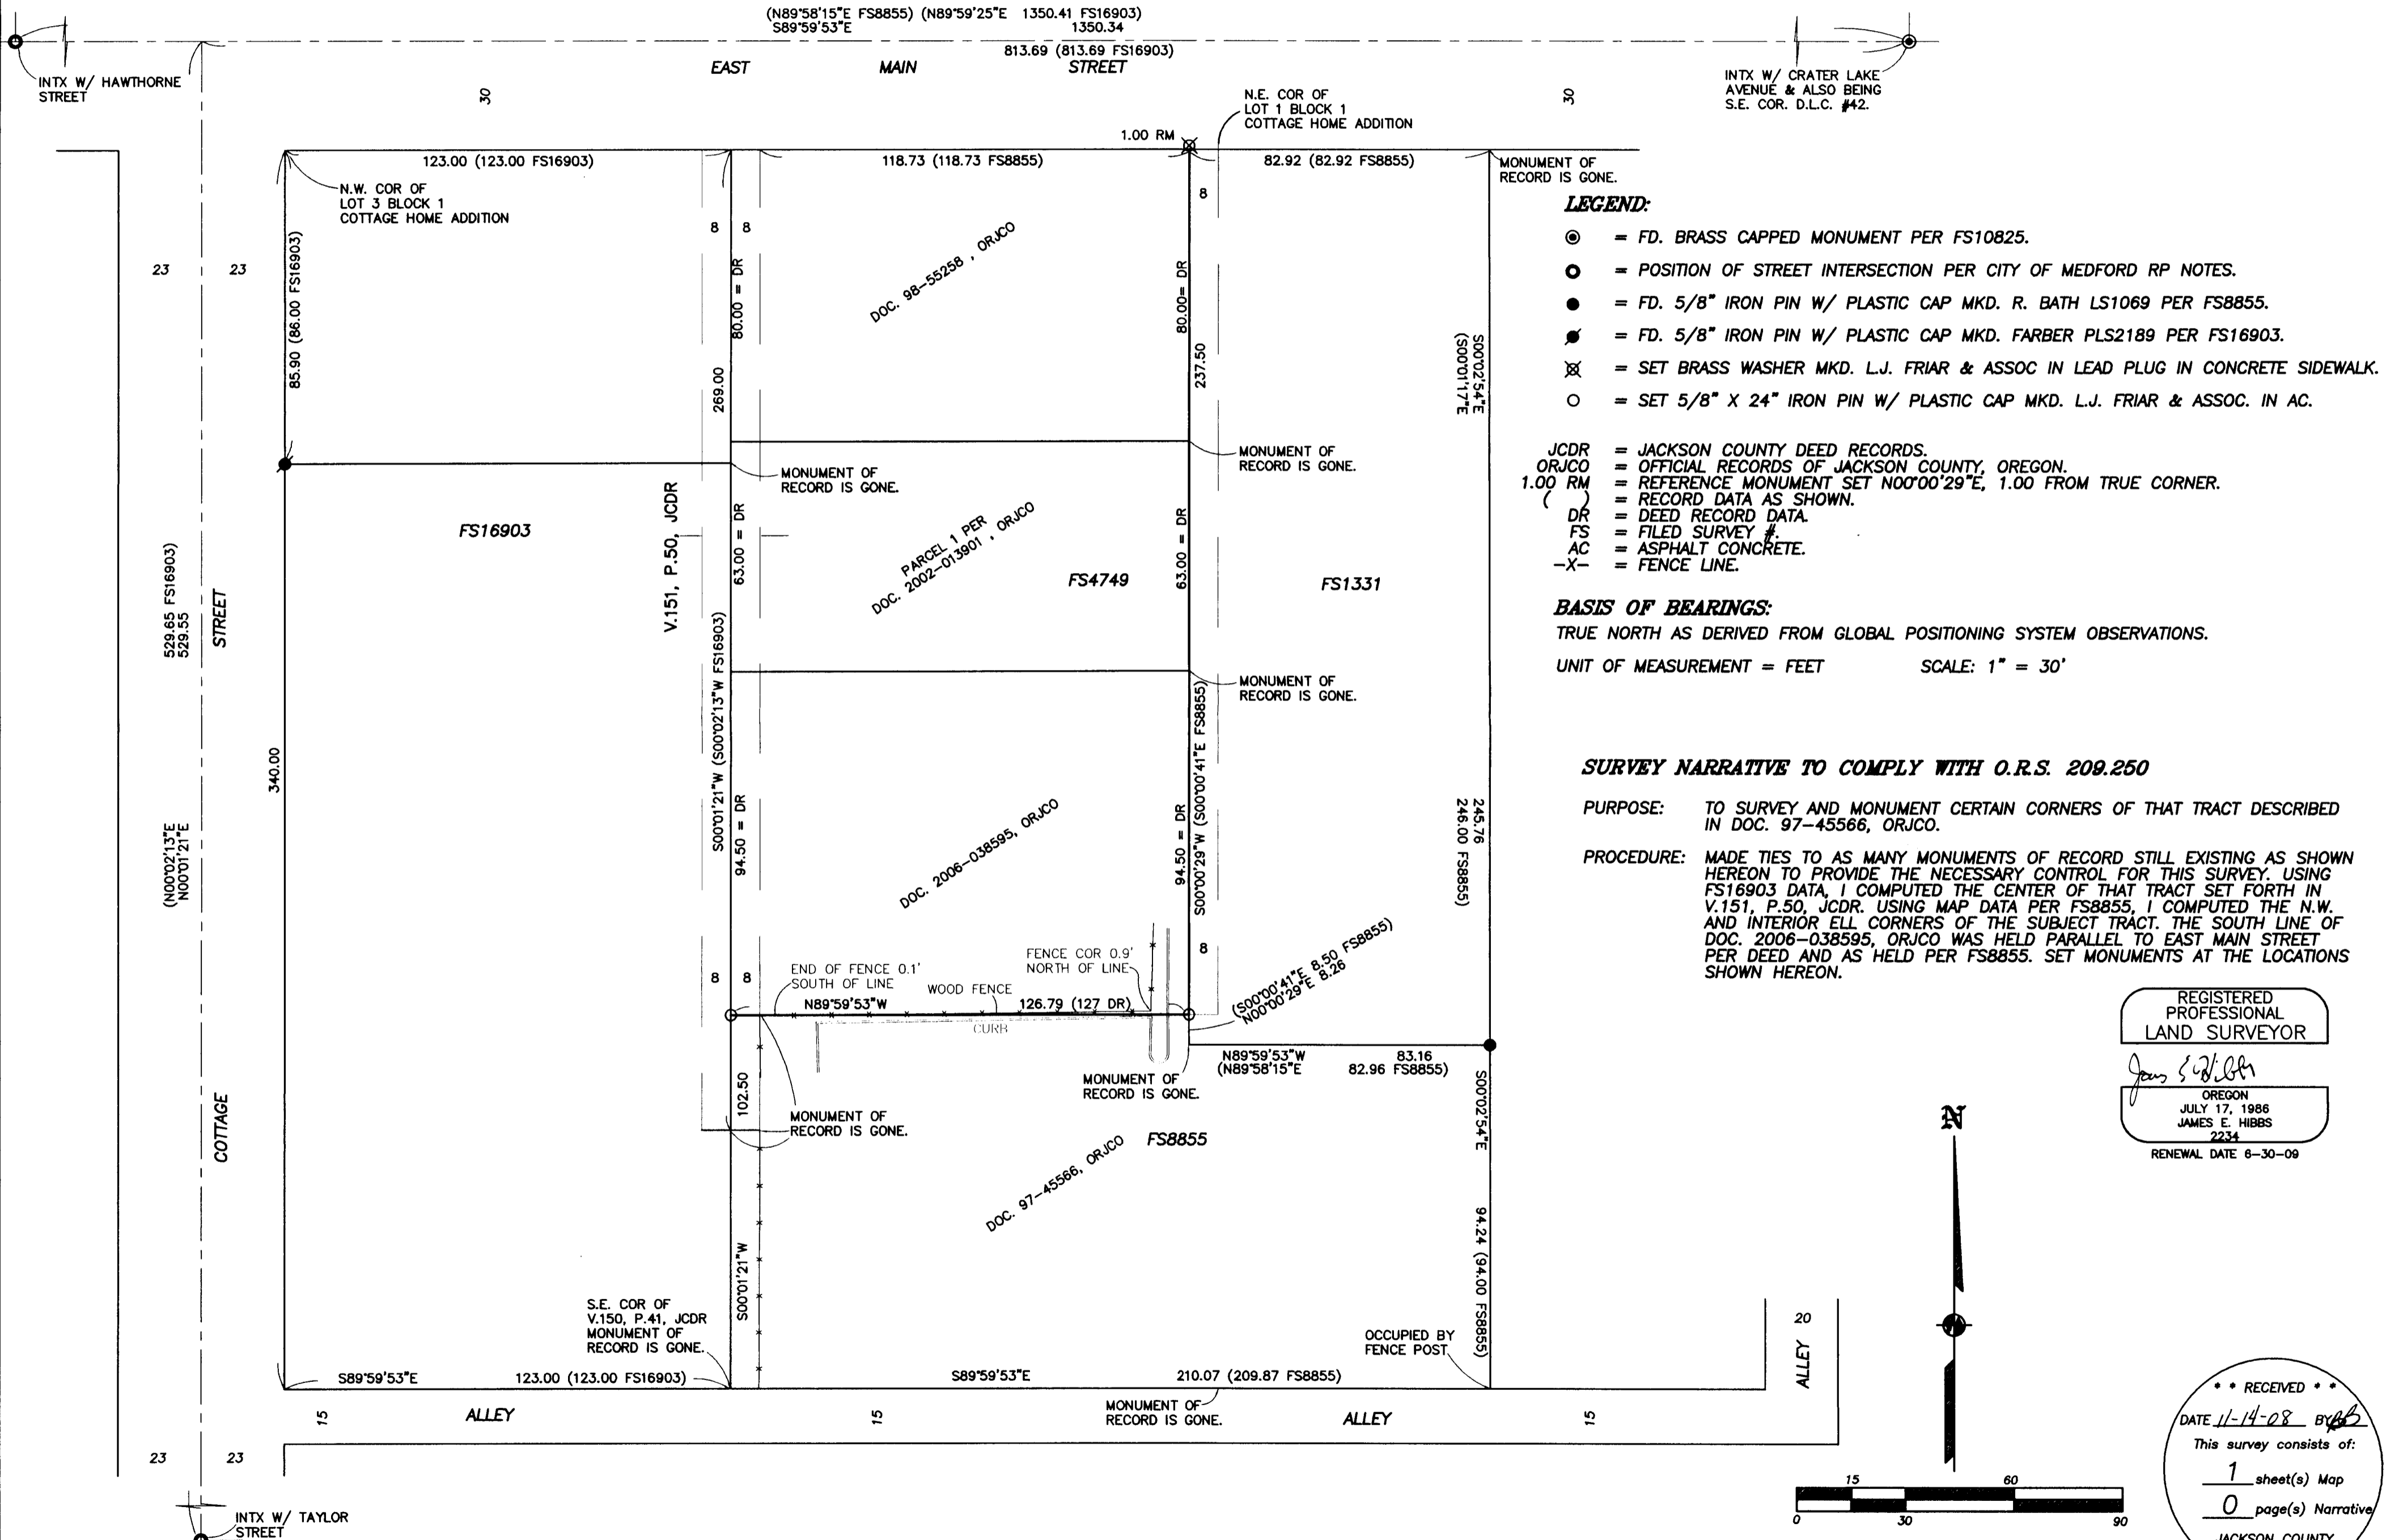 (N89°58'15"E FS8855) (N89°59'25"E 1350.41 FS16903)
S89°59'53"E 1350.34
813.69 (813.69 FS16903)
EAST MAIN STREET
INTX W/ HAWTHORNE
STREET
INTX W/ CRATER LAKE
AVENUE & ALSO BEING
S.E. COR. D.L.C. #42.
30
30
N.E. COR OF
LOT 1 BLOCK 1
COTTAGE HOME ADDITION
1.00 RM
123.00 (123.00 FS16903)
118.73 (118.73 FS8855)
82.92 (82.92 FS8855)
MONUMENT OF
RECORD IS GONE.
N.W. COR OF
LOT 3 BLOCK 1
COTTAGE HOME ADDITION
8
8 8
23 23
85.90 (86.00 FS16903)
80.00 = DR
269.00
DOC. 98-55258 , ORJCO
80.00= DR
237.50
S00°02'54"E
(S00°01'17"E
MONUMENT OF
RECORD IS GONE.
MONUMENT OF
RECORD IS GONE.
FS16903
V.151, P.50, JCDR
63.00 = DR
PARCEL 1 PER
DOC. 2002-013901 , ORJCO
FS4749
63.00 = DR
FS1331
529.65 FS16903)
529.55
STREET
MONUMENT OF
RECORD IS GONE.
340.00
S00°01'21"W (S00°02'13"W FS16903)
94.50 = DR
DOC. 2006-038595, ORJCO
94.50 = DR
S00°00'29"W (S00°00'41"E FS8855)
245.76
246.00 FS8855)
(N00°02'13"E
N00°01'21"E
8 8
8
END OF FENCE 0.1'
SOUTH OF LINE
WOOD FENCE
FENCE COR 0.9'
NORTH OF LINE
N89°59'53"W 126.79 (127 DR)
CURB
(S00°00'41"E 8.50 FS8855)
N00°00'29"E 8.26
N89°59'53"W 83.16
(N89°58'15"E 82.96 FS8855)
MONUMENT OF
RECORD IS GONE.
102.50
MONUMENT OF
RECORD IS GONE.
FS8855
DOC. 97-45566, ORJCO
S00°02'54"E
94.24 (94.00 FS8855)
COTTAGE
S00°01'21"W
S.E. COR OF
V.150, P.41, JCDR
MONUMENT OF
RECORD IS GONE.
OCCUPIED BY
FENCE POST
S89°59'53"E 123.00 (123.00 FS16903)
S89°59'53"E 210.07 (209.87 FS8855)
MONUMENT OF
RECORD IS GONE.
15 ALLEY 15 ALLEY 15
20
ALLEY
23 23
INTX W/ TAYLOR
STREET
LEGEND:
= FD. BRASS CAPPED MONUMENT PER FS10825.
= POSITION OF STREET INTERSECTION PER CITY OF MEDFORD RP NOTES.
= FD. 5/8" IRON PIN W/ PLASTIC CAP MKD. R. BATH LS1069 PER FS8855.
= FD. 5/8" IRON PIN W/ PLASTIC CAP MKD. FARBER PLS2189 PER FS16903.
= SET BRASS WASHER MKD. L.J. FRIAR & ASSOC IN LEAD PLUG IN CONCRETE SIDEWALK.
= SET 5/8" X 24" IRON PIN W/ PLASTIC CAP MKD. L.J. FRIAR & ASSOC. IN AC.
JCDR = JACKSON COUNTY DEED RECORDS.
ORJCO = OFFICIAL RECORDS OF JACKSON COUNTY, OREGON.
1.00 RM = REFERENCE MONUMENT SET N00°00'29"E, 1.00 FROM TRUE CORNER.
( ) = RECORD DATA AS SHOWN.
DR = DEED RECORD DATA.
FS = FILED SURVEY #.
AC = ASPHALT CONCRETE.
-X- = FENCE LINE.
BASIS OF BEARINGS:
TRUE NORTH AS DERIVED FROM GLOBAL POSITIONING SYSTEM OBSERVATIONS.
UNIT OF MEASUREMENT = FEET SCALE: 1" = 30'
SURVEY NARRATIVE TO COMPLY WITH O.R.S. 209.250
PURPOSE: TO SURVEY AND MONUMENT CERTAIN CORNERS OF THAT TRACT DESCRIBED
IN DOC. 97-45566, ORJCO.
PROCEDURE: MADE TIES TO AS MANY MONUMENTS OF RECORD STILL EXISTING AS SHOWN
HEREON TO PROVIDE THE NECESSARY CONTROL FOR THIS SURVEY. USING
FS16903 DATA, I COMPUTED THE CENTER OF THAT TRACT SET FORTH IN
V.151, P.50, JCDR. USING MAP DATA PER FS8855, I COMPUTED THE N.W.
AND INTERIOR ELL CORNERS OF THE SUBJECT TRACT. THE SOUTH LINE OF
DOC. 2006-038595, ORJCO WAS HELD PARALLEL TO EAST MAIN STREET
PER DEED AND AS HELD PER FS8855. SET MONUMENTS AT THE LOCATIONS
SHOWN HEREON.
REGISTERED
PROFESSIONAL
LAND SURVEYOR
OREGON
JULY 17, 1986
JAMES E. HIBBS
2234
RENEWAL DATE 6-30-09
N
15 60
0 30 90
* * RECEIVED * *
DATE 11-14-08 BY
This survey consists of:
1 sheet(s) Map
0 page(s) Narrative
JACKSON COUNTY